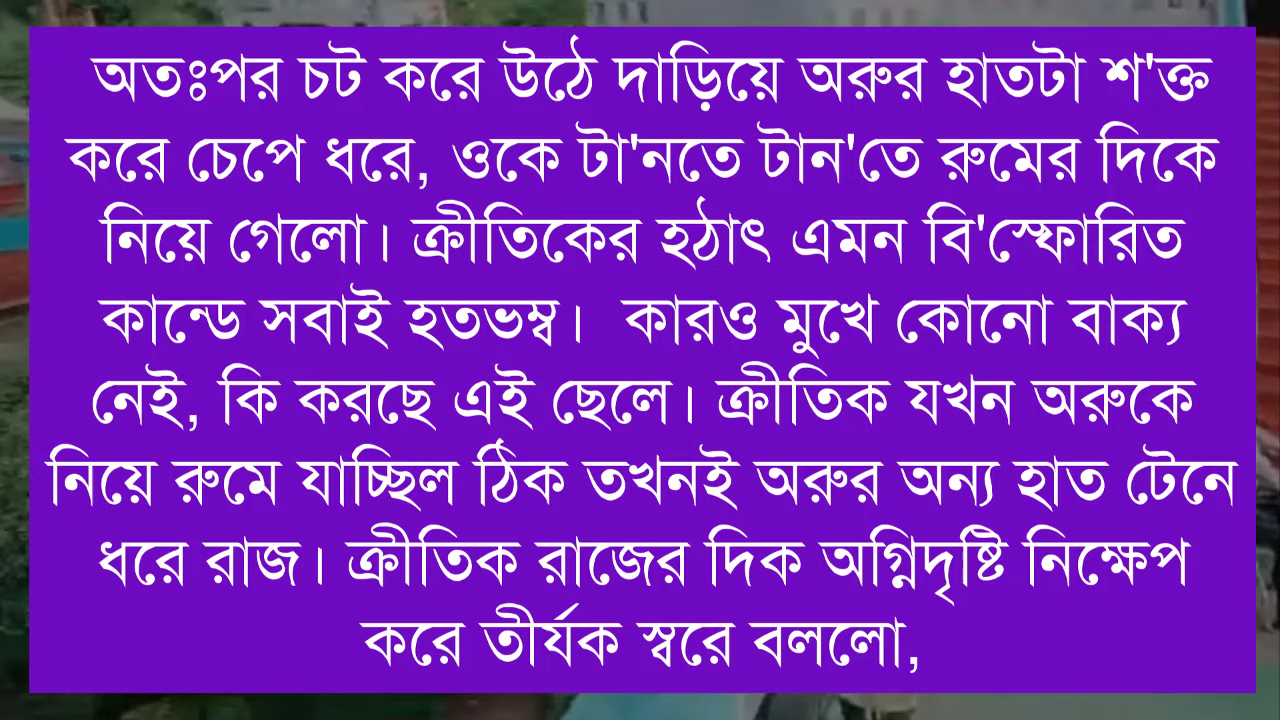 অতঃপর চট করে উঠে দাড়িয়ে অরুর হাতটা শ'ক্ত
করে চেপে ধরে, ওকে টা'নতে টান'তে রুমের দিকে
নিয়ে গেলো। ক্রীতিকের হঠাৎ এমন বি'স্ফোরিত
কান্ডে সবাই হতভম্ব। কারও মুখে কোনো বাক্য
নেই, কি করছে এই ছেলে। ক্রীতিক যখন অরুকে
নিয়ে রুমে যাচ্ছিল ঠিক তখনই অরুর অন্য হাত টেনে
ধরে রাজ। ক্রীতিক রাজের দিক অগ্নিদৃষ্টি নিক্ষেপ
করে তীর্যক স্বরে বললো,